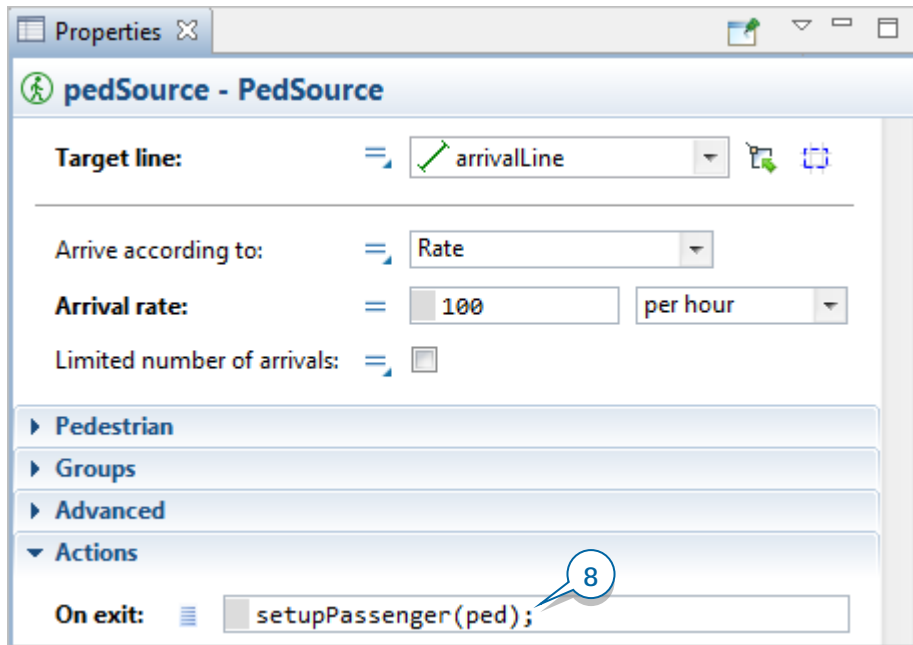 Properties
pedSource - PedSource
Target line: arrivalLine
Arrive according to: Rate
Arrival rate: 100 per hour
Limited number of arrivals:
Pedestrian
Groups
Advanced
Actions
8
On exit: setupPassenger(ped);